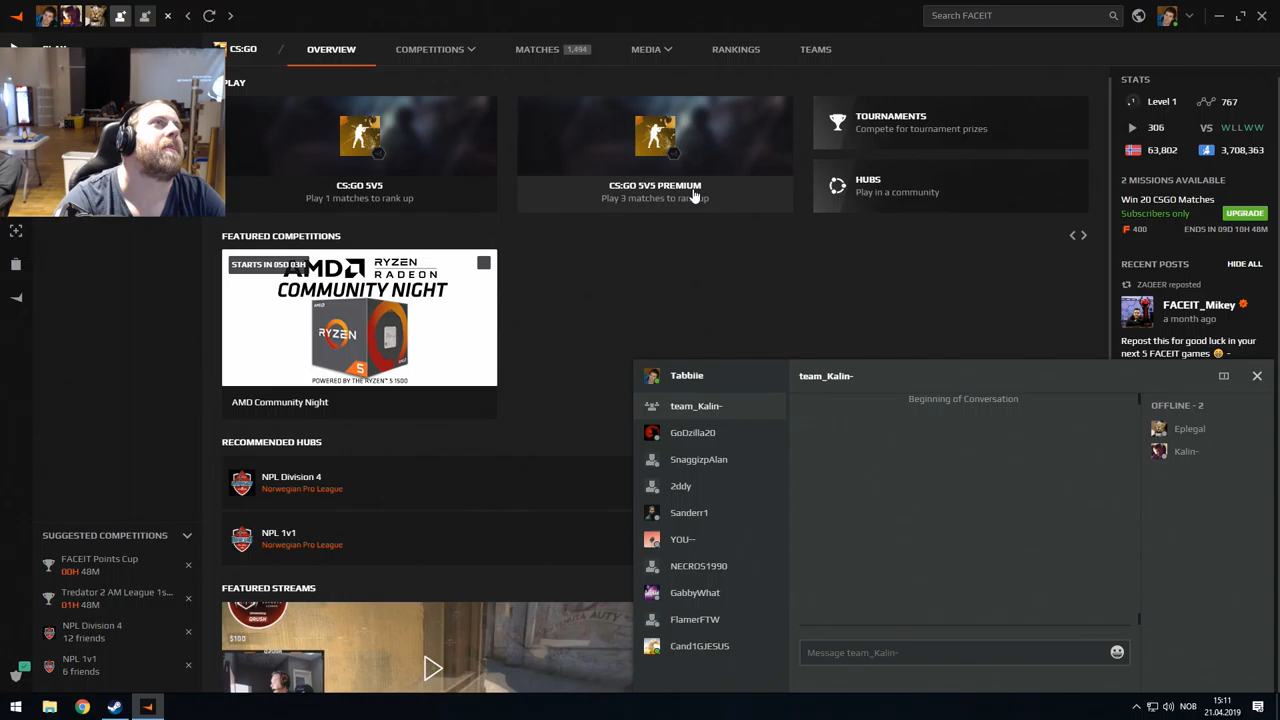 Search FACEIT
CS:GO / OVERVIEW COMPETITIONS MATCHES 1,494 MEDIA RANKINGS TEAMS
PLAY
CS:GO 5V5
Play 1 matches to rank up
CS:GO 5V5 PREMIUM
Play 3 matches to rank up
TOURNAMENTS
Compete for tournament prizes
HUBS
Play in a community
STATS
Level 1 767
306 VS W L L W W
63,802 3,708,363
2 MISSIONS AVAILABLE
Win 20 CSGO Matches
Subscribers only UPGRADE
400 ENDS IN 09D 10H 48M
RECENT POSTS HIDE ALL
ZAQEER reposted
FACEIT_Mikey
a month ago
Repost this for good luck in your
next 5 FACEIT games
FEATURED COMPETITIONS
STARTS IN 05D 03H
AMD RYZEN
RADEON
COMMUNITY NIGHT
RYZEN
5
POWERED BY THE RYZEN 5 1500
AMD Community Night
RECOMMENDED HUBS
NPL Division 4
Norwegian Pro League
NPL 1v1
Norwegian Pro League
FEATURED STREAMS
$100
SUGGESTED COMPETITIONS
FACEIT Points Cup
00H 48M
Tredator 2 AM League 1s...
01H 48M
NPL Division 4
12 friends
NPL 1v1
6 friends
Tabbiie
team_Kalin-
GoDzilla20
SnaggizpAlan
2ddy
Sanderr1
YOU--
NECROS1990
GabbyWhat
FlamerFTW
Cand1GJESUS
team_Kalin-
Beginning of Conversation
Message team_Kalin-
OFFLINE - 2
Eplegal
Kalin-
NOB
15:11
21.04.2019